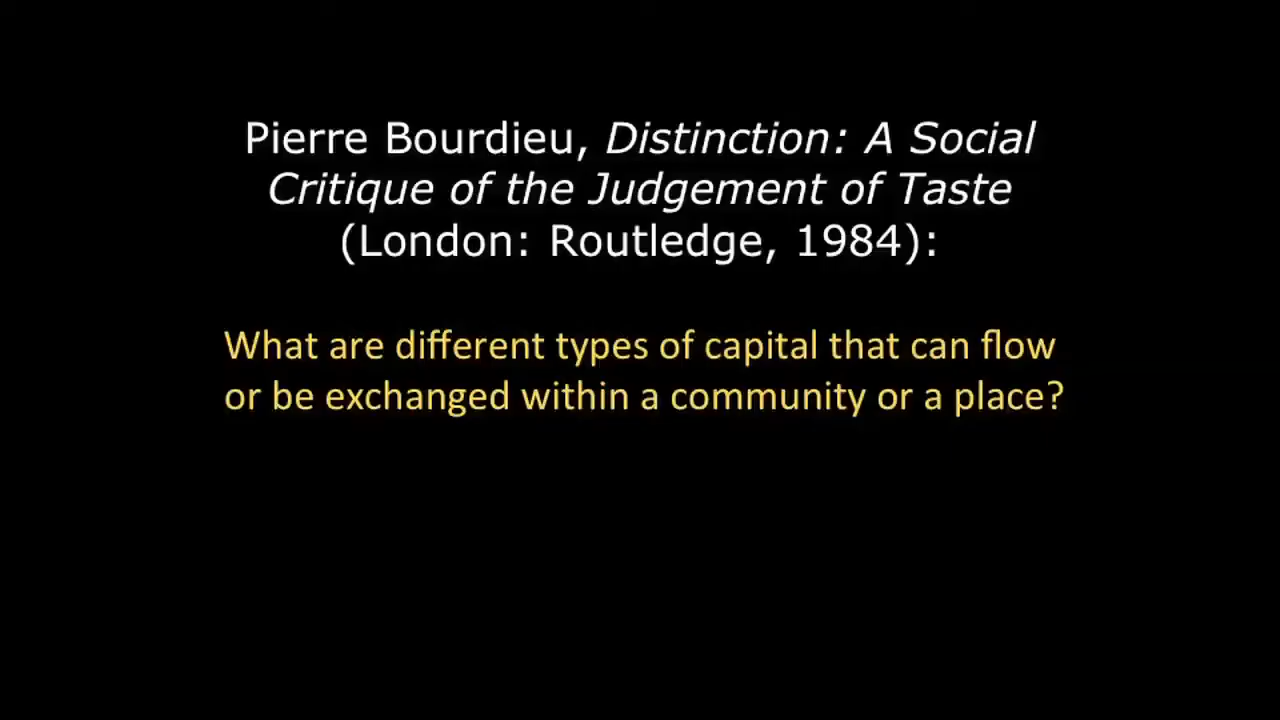 Pierre Bourdieu, Distinction: A Social
Critique of the Judgement of Taste
(London: Routledge, 1984):
What are different types of capital that can flow
or be exchanged within a community or a place?